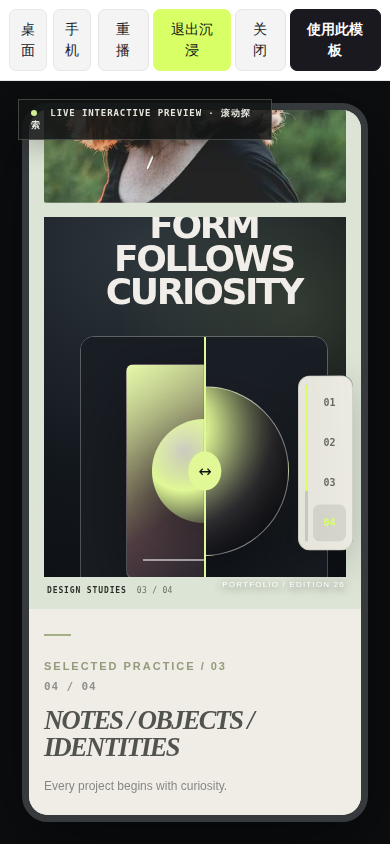 桌面
手机
重播
退出沉浸
关闭
使用此模板
LIVE INTERACTIVE PREVIEW · 滚动探索
FORM
FOLLOWS
CURIOSITY
01
02
03
04
DESIGN STUDIES 03 / 04
PORTFOLIO / EDITION 26
SELECTED PRACTICE / 03
04 / 04
NOTES / OBJECTS /
IDENTITIES
Every project begins with curiosity.